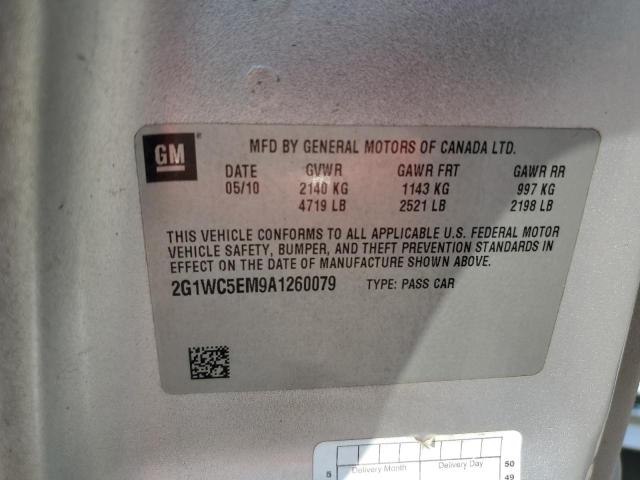 GM ®
MFD BY GENERAL MOTORS OF CANADA LTD.
DATE GVWR GAWR FRT GAWR RR
05/10 2140 KG 1143 KG 997 KG
4719 LB 2521 LB 2198 LB
THIS VEHICLE CONFORMS TO ALL APPLICABLE U.S. FEDERAL MOTOR
VEHICLE SAFETY, BUMPER, AND THEFT PREVENTION STANDARDS IN
EFFECT ON THE DATE OF MANUFACTURE SHOWN ABOVE.
2G1WC5EM9A1260079 TYPE: PASS CAR
5 Delivery Month Delivery Day 50
49